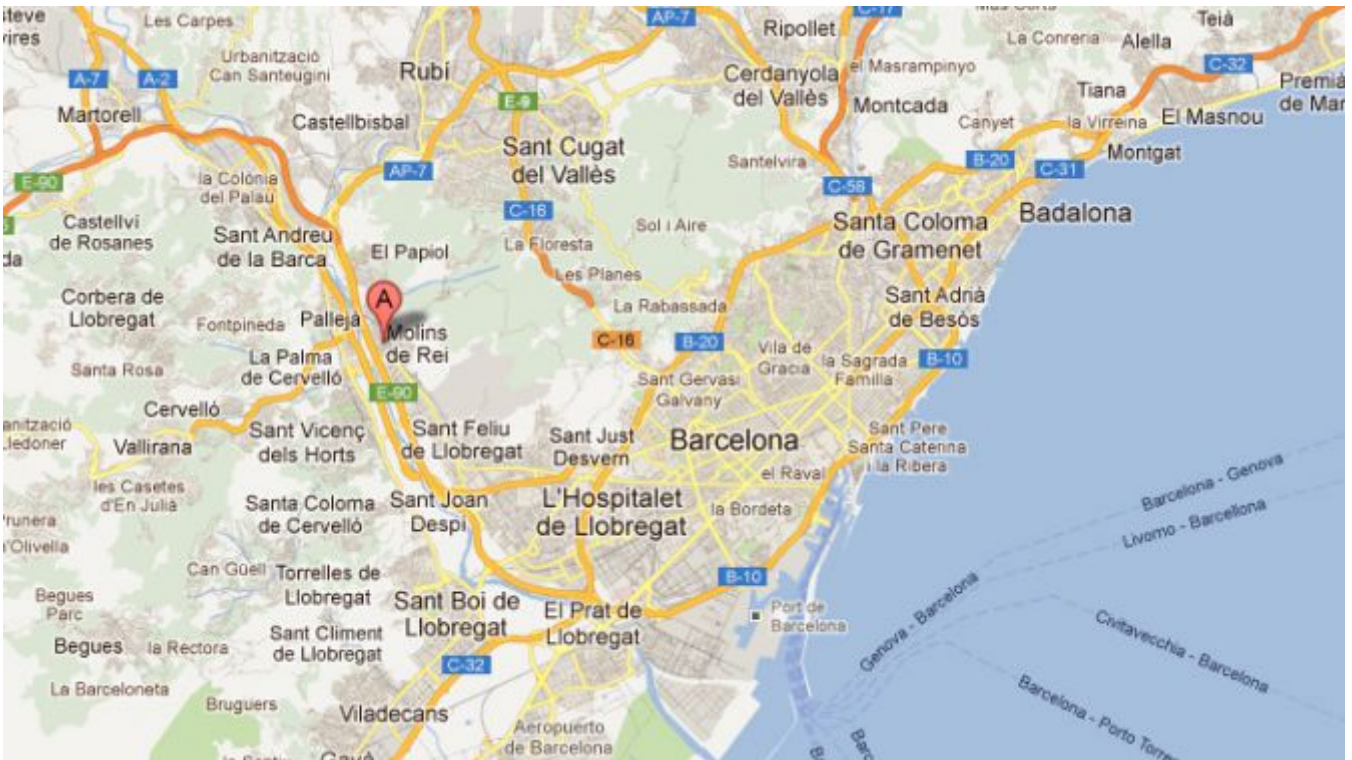 Les Carpes
AP-7
C-17
Teià
Ripollet
La Conreria
Alella
Urbanització
Can Santeugini
Rubí
Cerdanyola
del Vallès
el Masrampinyo
C-32
A-7
A-2
Premià
de Mar
Martorell
E-9
Montcada
Tiana
Castellbisbal
Canyet
la Virreina
El Masnou
Sant Cugat
del Vallès
Santelvira
B-20
Montgat
AP-7
C-31
E-90
la Colònia
del Palau
C-58
C-16
Castellví
de Rosanes
Sol i Aire
Santa Coloma
de Gramenet
Badalona
Sant Andreu
de la Barca
El Papiol
La Floresta
Les Planes
Corbera de
Llobregat
A
La Rabassada
Sant Adrià
de Besòs
Fontpineda
Pallejà
Molins
de Rei
C-16
B-20
Vila de
Gracia
la Sagrada
Familia
B-10
Santa Rosa
La Palma
de Cervelló
E-90
Sant Gervasi
Galvany
Cervelló
Vallirana
Sant Vicenç
dels Horts
Sant Feliu
de Llobregat
Sant Just
Desvern
Barcelona
Sant Pere
Santa Caterina
i la Ribera
el Raval
les Casetes
d'En Julià
Santa Coloma
de Cervelló
Sant Joan
Despí
L'Hospitalet
de Llobregat
la Bordeta
Barcelona - Genova
Livorno - Barcellona
Can Güell
Torrelles de
Llobregat
B-10
Begues
Parc
Sant Boi de
Llobregat
El Prat de
Llobregat
Port de
Barcelona
Genova - Barcelona
Civitavecchia - Barcelona
Begues
la Rectora
Sant Climent
de Llobregat
C-32
La Barceloneta
Bruguers
Viladecans
Barcelona - Porto Torres
Aeropuerto
de Barcelona
Gavà